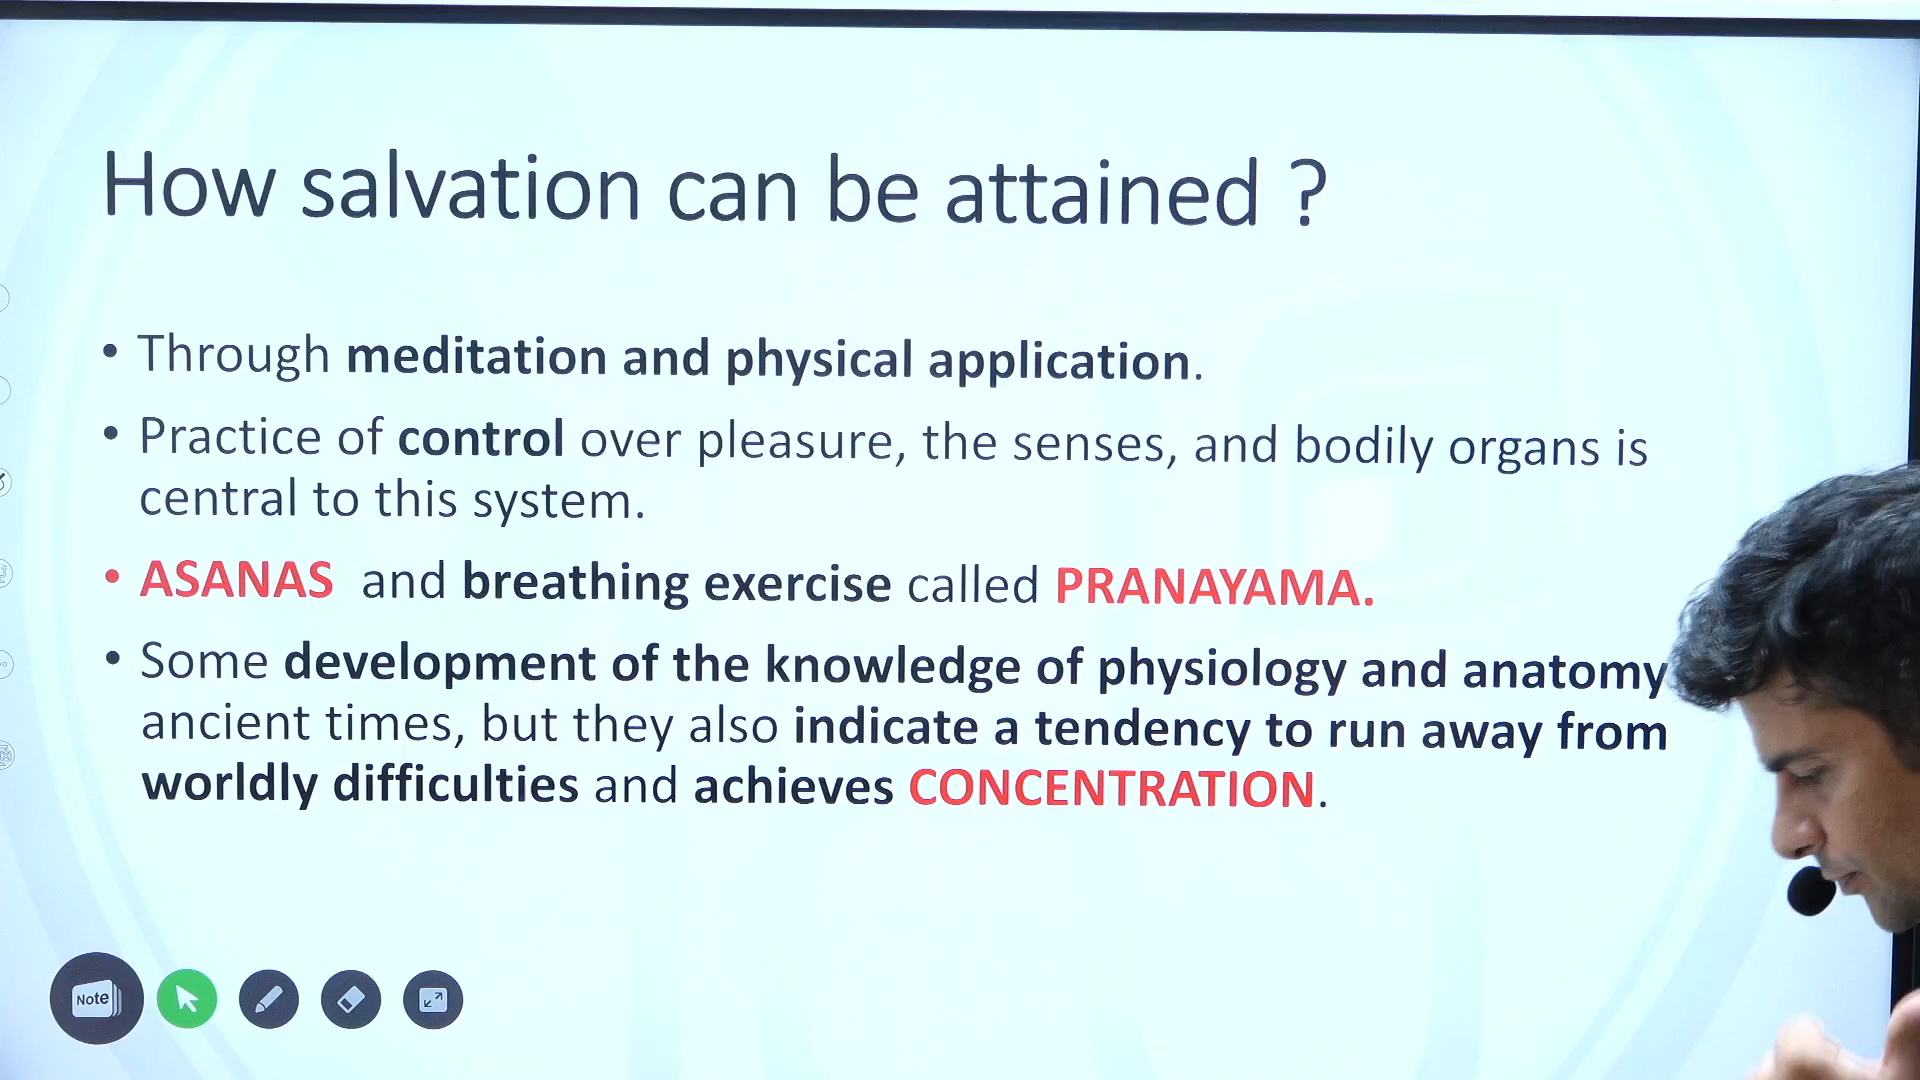 How salvation can be attained ?
• Through meditation and physical application.
• Practice of control over pleasure, the senses, and bodily organs is
central to this system.
• ASANAS and breathing exercise called PRANAYAMA.
• Some development of the knowledge of physiology and anatomy
ancient times, but they also indicate a tendency to run away from
worldly difficulties and achieves CONCENTRATION.
Note